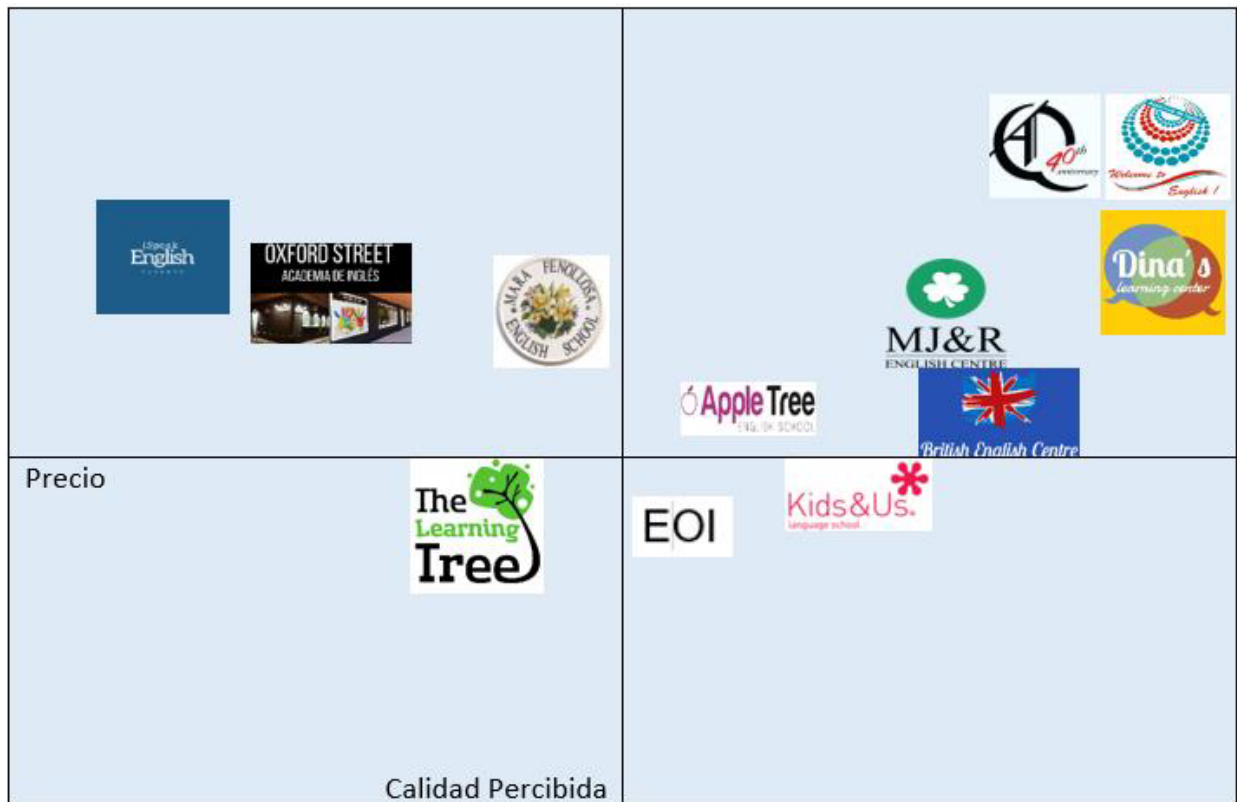 40th
anniversary
Welcome to
English !
iSpeak
English
OXFORD STREET
ACADEMIA DE INGLÉS
MARA FENOLLOSA
ENGLISH SCHOOL
Dina's
learning center
MJ&R
ENGLISH CENTRE
Apple Tree
ENGLISH SCHOOL
British English Centre
Precio
The
Learning
Tree
EOI
Kids&Us.
language school
Calidad Percibida